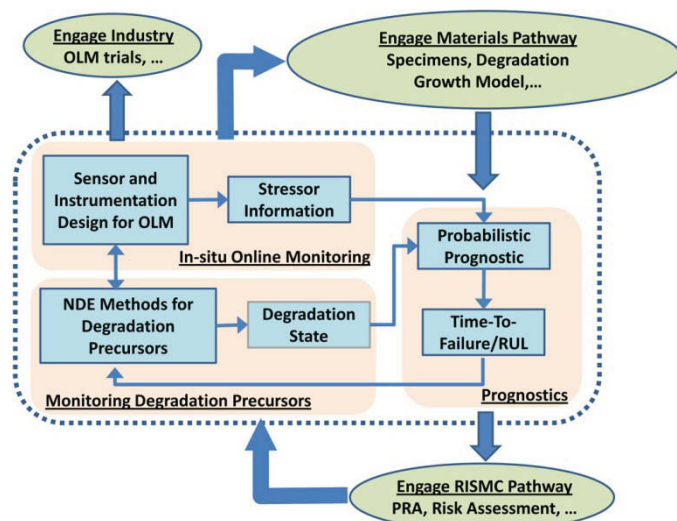 Engage Industry
OLM trials, ...
Engage Materials Pathway
Specimens, Degradation
Growth Model,...
Sensor and
Instrumentation
Design for OLM
Stressor
Information
In-situ Online Monitoring
Probabilistic
Prognostic
NDE Methods for
Degradation
Precursors
Degradation
State
Time-To-
Failure/RUL
Monitoring Degradation Precursors
Prognostics
Engage RISMC Pathway
PRA, Risk Assessment, ...